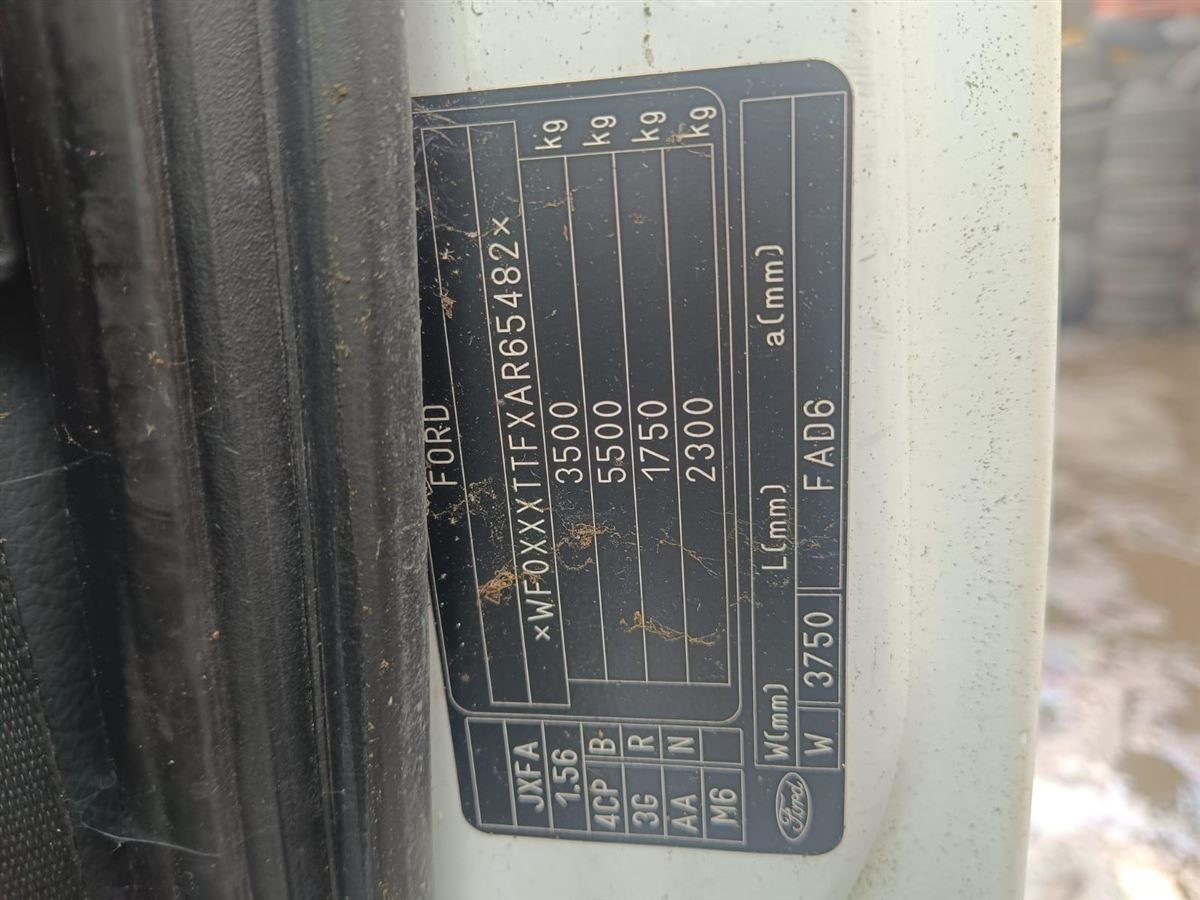 FORD
×WF0XXXTTFXAR65482×
3500 kg
5500 kg
1750 kg
2300 kg
JXFA
1.56
4CP B
3G R
AA N
M6
W(mm) L(mm) a(mm)
W 3750 FAD6
Ford